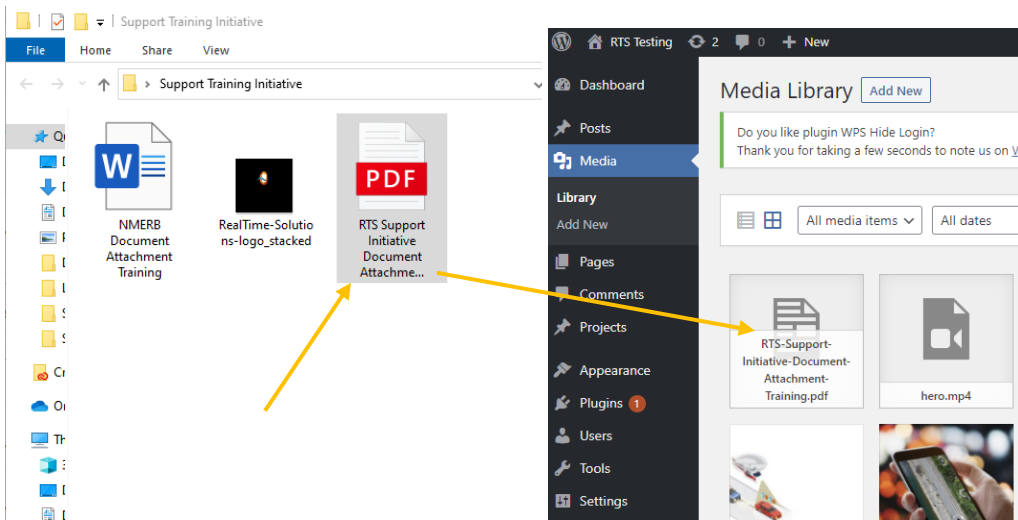 Support Training Initiative
File Home Share View
Support Training Initiative
W
NMERB
Document
Attachment
Training
RealTime-Solutio
ns-logo_stacked
PDF
RTS Support
Initiative
Document
Attachme...
RTS Testing 2 0 New
Dashboard
Posts
Media
Library
Add New
Pages
Comments
Projects
Appearance
Plugins 1
Users
Tools
Settings
Media Library Add New
Do you like plugin WPS Hide Login?
Thank you for taking a few seconds to note us on
All media items All dates
RTS-Support-
Initiative-Document-
Attachment-
Training.pdf
hero.mp4